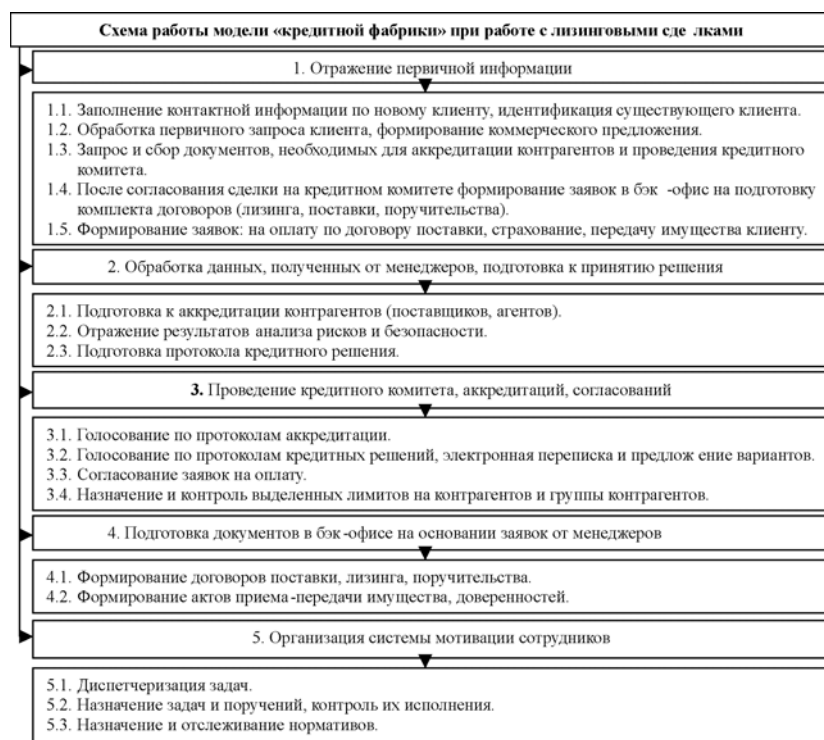 Схема работы модели «кредитной фабрики» при работе с лизинговыми сде лками
1. Отражение первичной информации
1.1. Заполнение контактной информации по новому клиенту, идентификация существующего клиента.
1.2. Обработка первичного запроса клиента, формирование коммерческого предложения.
1.3. Запрос и сбор документов, необходимых для аккредитации контрагентов и проведения кредитного
комитета.
1.4. После согласования сделки на кредитном комитете формирование заявок в бэк -офис на подготовку
комплекта договоров (лизинга, поставки, поручительства).
1.5. Формирование заявок: на оплату по договору поставки, страхование, передачу имущества клиенту.
2. Обработка данных, полученных от менеджеров, подготовка к принятию решения
2.1. Подготовка к аккредитации контрагентов (поставщиков, агентов).
2.2. Отражение результатов анализа рисков и безопасности.
2.3. Подготовка протокола кредитного решения.
3. Проведение кредитного комитета, аккредитаций, согласований
3.1. Голосование по протоколам аккредитации.
3.2. Голосование по протоколам кредитных решений, электронная переписка и предлож ение вариантов.
3.3. Согласование заявок на оплату.
3.4. Назначение и контроль выделенных лимитов на контрагентов и группы контрагентов.
4. Подготовка документов в бэк-офисе на основании заявок от менеджеров
4.1. Формирование договоров поставки, лизинга, поручительства.
4.2. Формирование актов приема-передачи имущества, доверенностей.
5. Организация системы мотивации сотрудников
5.1. Диспетчеризация задач.
5.2. Назначение задач и поручений, контроль их исполнения.
5.3. Назначение и отслеживание нормативов.